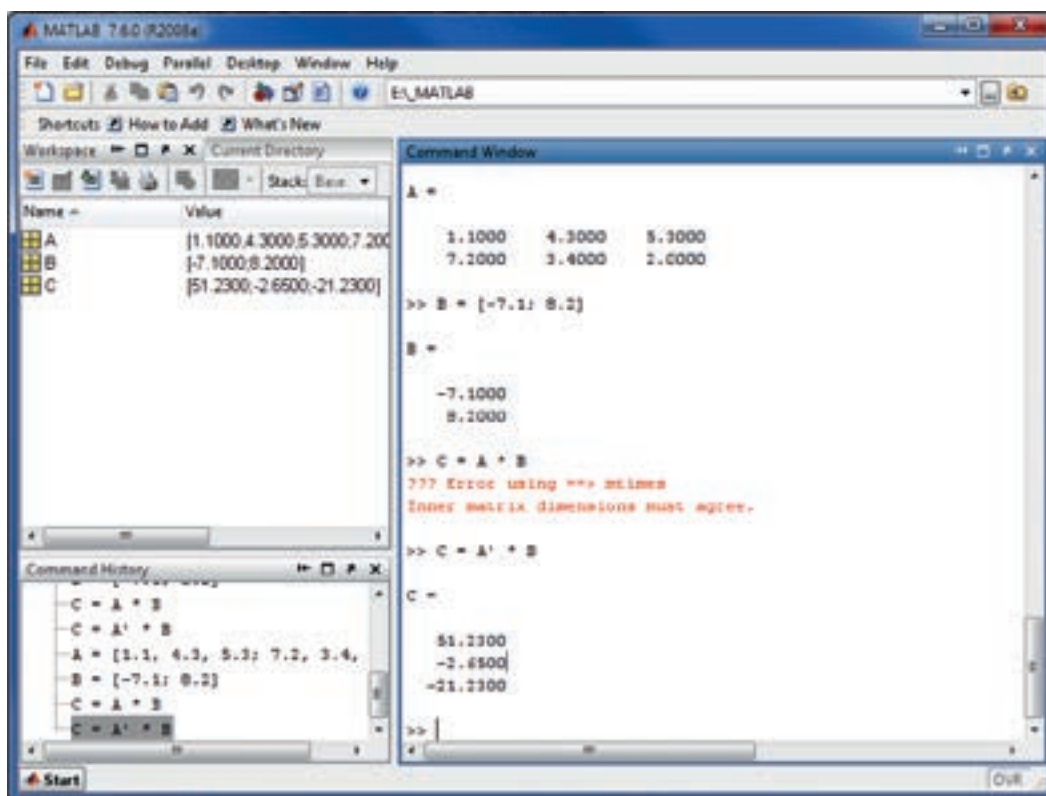 MATLAB 7.6.0 (R2008a)
File Edit Debug Parallel Desktop Window Help
E:\_MATLAB
Shortcuts How to Add What's New
Workspace
Current Directory
Stack: Base
Name Value
A [1.1000,4.3000,5.3000;7.200
B [-7.1000;8.2000]
C [51.2300;-2.6500;-21.2300]
Command History
C = A * B
C = A' * B
A = [1.1, 4.3, 5.3; 7.2, 3.4,
B = [-7.1; 8.2]
C = A * B
C = A' * B
Command Window
A =
1.1000 4.3000 5.3000
7.2000 3.4000 2.0000
>> B = [-7.1; 8.2]
B =
-7.1000
8.2000
>> C = A * B
??? Error using ==> mtimes
Inner matrix dimensions must agree.
>> C = A' * B
C =
51.2300
-2.6500
-21.2300
>>
Start
OVR